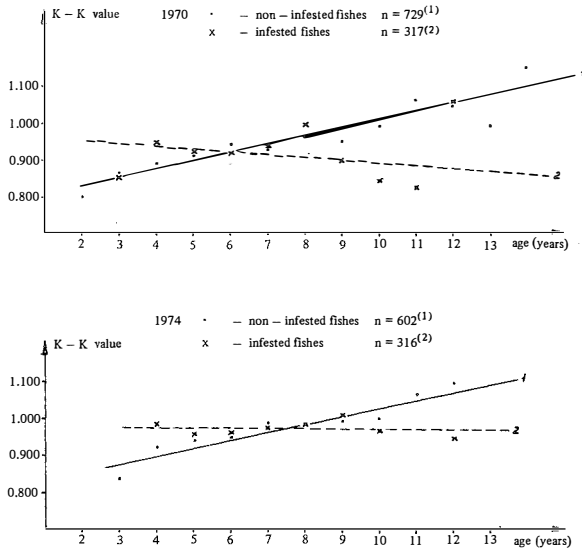 K – K value 1970 · – non – infested fishes n = 729(1)
x – infested fishes n = 317(2)
1.100
1.000
0.900
0.800
2
2 3 4 5 6 7 8 9 10 11 12 13 age (years)
1974 · – non – infested fishes n = 602(1)
K – K value x – infested fishes n = 316(2)
1.100
1
1.000
2
0.900
0.800
2 3 4 5 6 7 8 9 10 11 12 13 age (years)